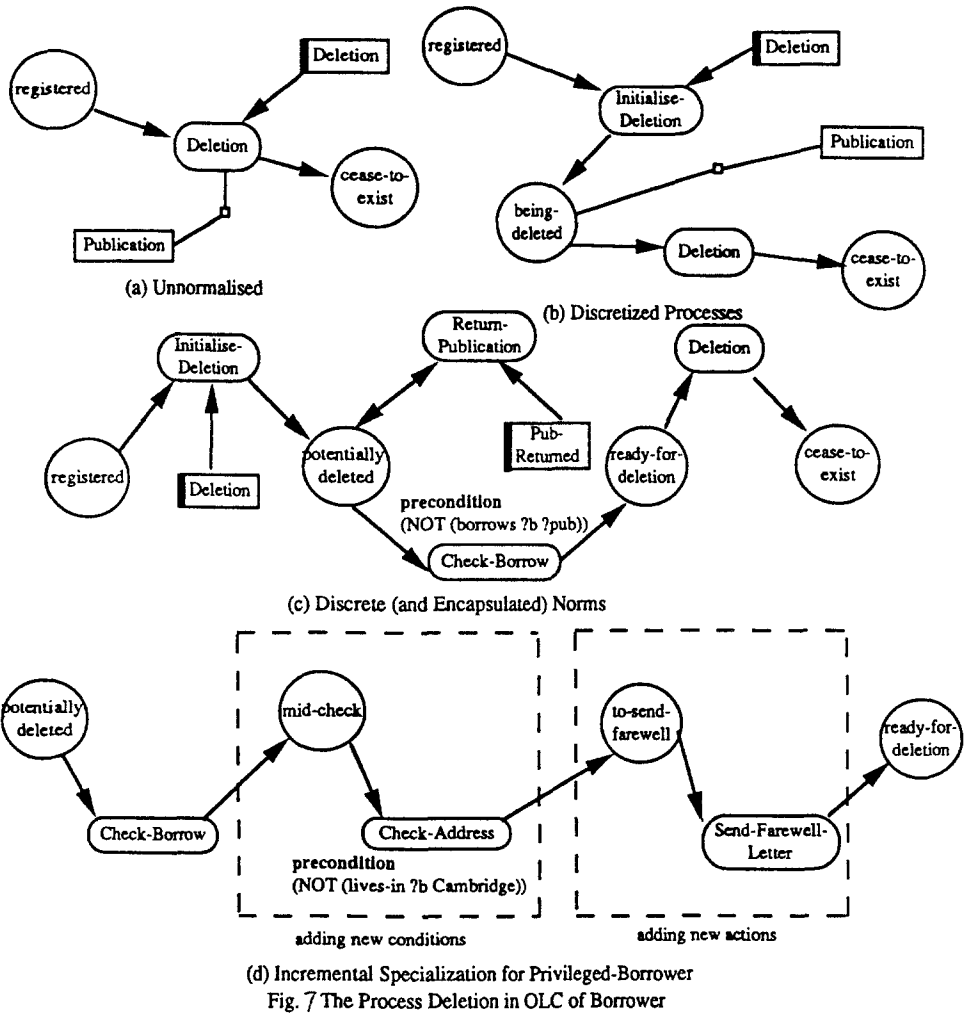 registered
Deletion
Deletion
cease-to-
exist
Publication
(a) Unnormalised
registered
Deletion
Initialise-
Deletion
Publication
being-
deleted
Deletion
cease-to-
exist
(b) Discretized Processes
Initialise-
Deletion
Return-
Publication
Deletion
registered
Deletion
potentially
deleted
Pub-
Returned
ready-for-
deletion
cease-to-
exist
precondition
(NOT (borrows ?b ?pub))
Check-Borrow
(c) Discrete (and Encapsulated) Norms
potentially
deleted
mid-check
to-send-
farewell
ready-for-
deletion
Check-Borrow
Check-Address
Send-Farewell-
Letter
precondition
(NOT (lives-in ?b Cambridge))
adding new conditions
adding new actions
(d) Incremental Specialization for Privileged-Borrower
Fig. 7 The Process Deletion in OLC of Borrower